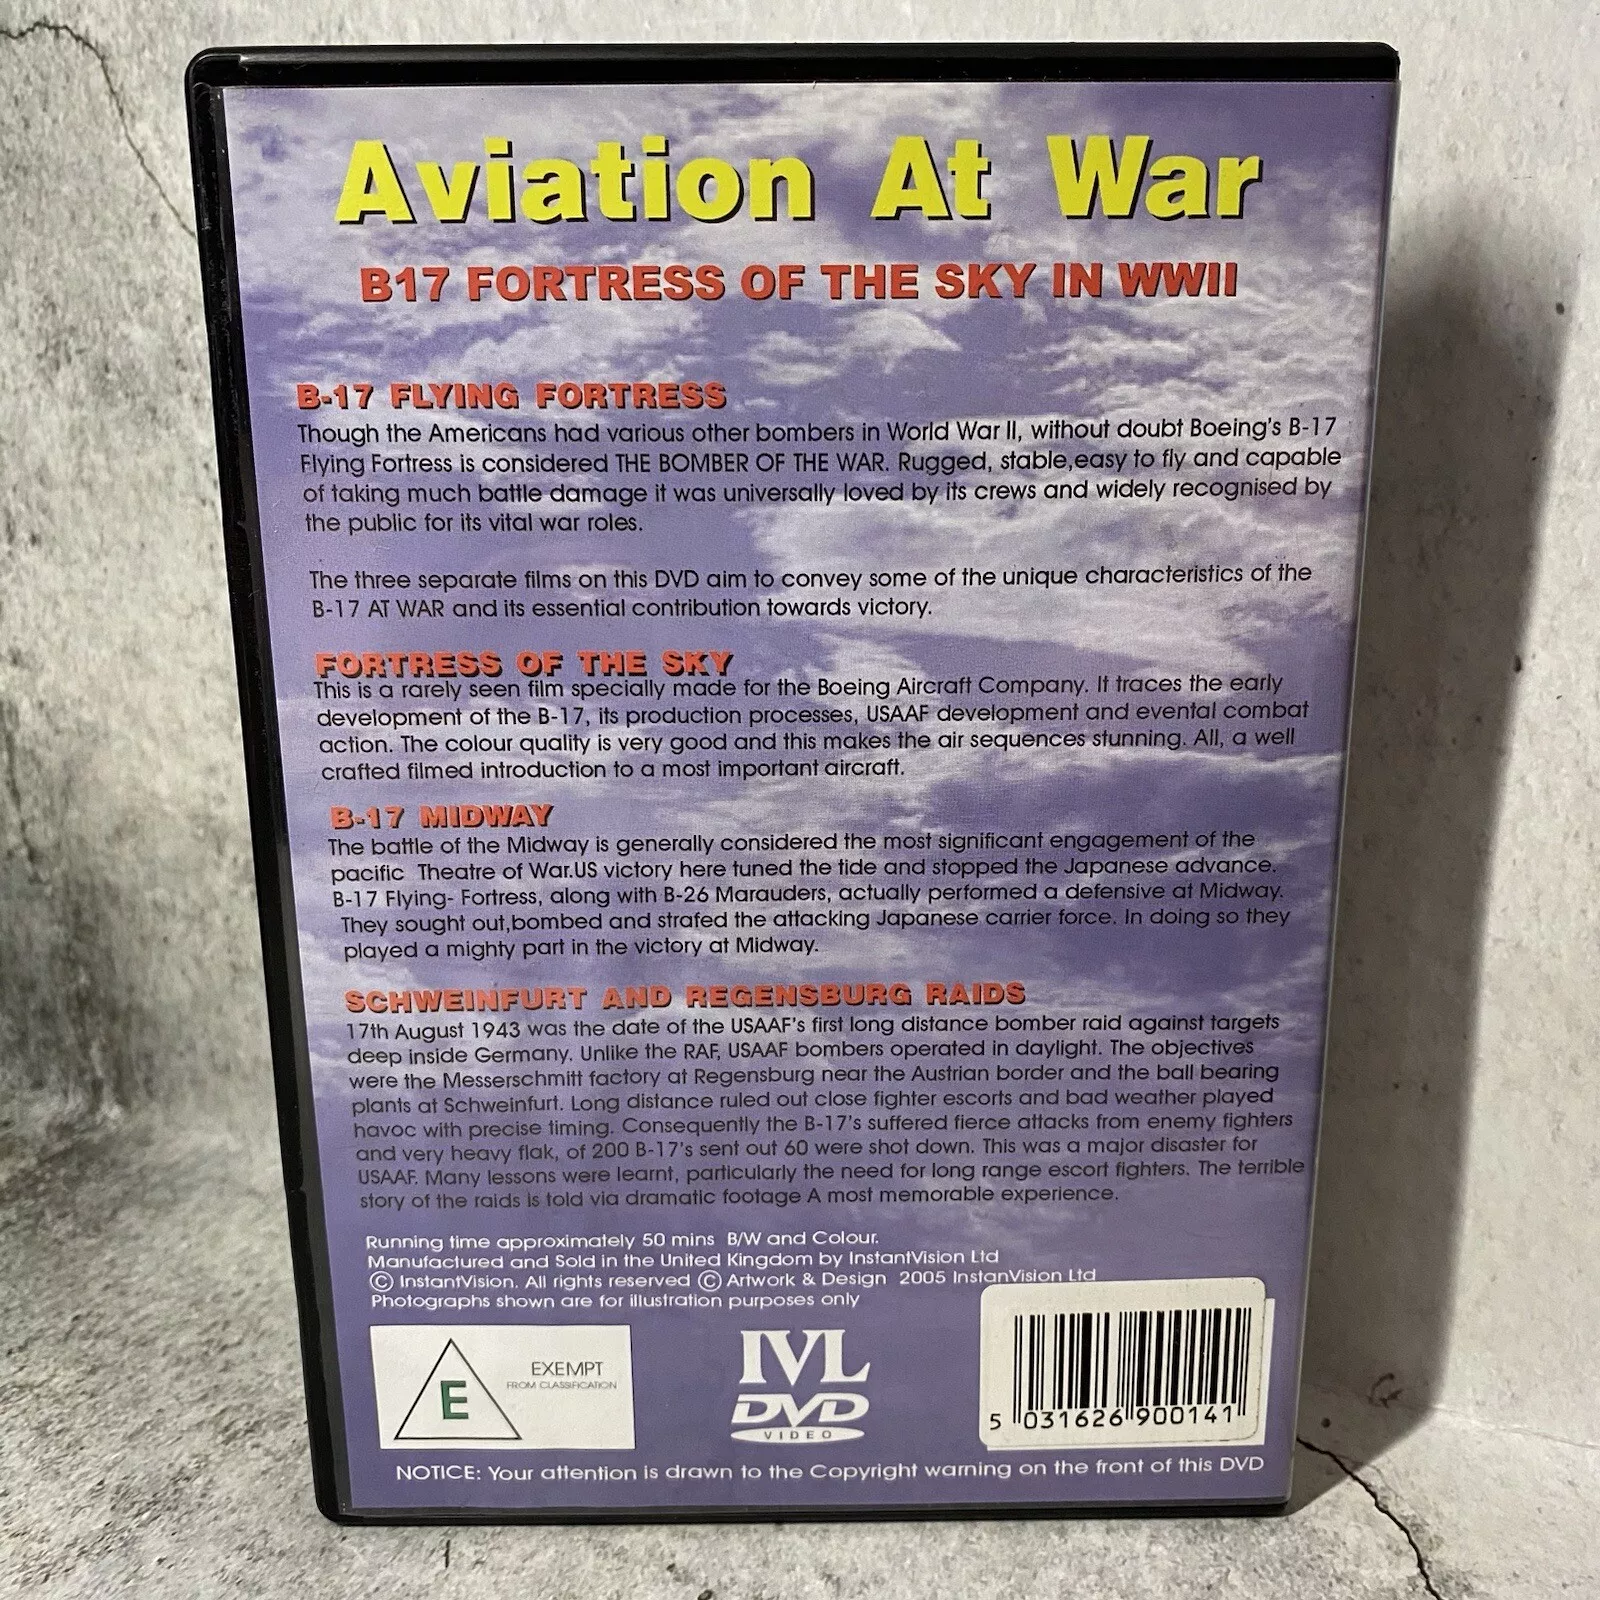 Aviation At War
B17 FORTRESS OF THE SKY IN WWII
B-17 FLYING FORTRESS
Though the Americans had various other bombers in World War II, without doubt Boeing's B-17
Flying Fortress is considered THE BOMBER OF THE WAR. Rugged, stable,easy to fly and capable
of taking much battle damage it was universally loved by its crews and widely recognised by
the public for its vital war roles.
The three separate films on this DVD aim to convey some of the unique characteristics of the
B-17 AT WAR and its essential contribution towards victory.
FORTRESS OF THE SKY
This is a rarely seen film specially made for the Boeing Aircraft Company. It traces the early
development of the B-17, its production processes, USAAF development and evental combat
action. The colour quality is very good and this makes the air sequences stunning. All, a well
crafted filmed introduction to a most important aircraft.
B-17 MIDWAY
The battle of the Midway is generally considered the most significant engagement of the
pacific Theatre of War.US victory here tuned the tide and stopped the Japanese advance.
B-17 Flying- Fortress, along with B-26 Marauders, actually performed a defensive at Midway.
They sought out,bombed and strafed the attacking Japanese carrier force. In doing so they
played a mighty part in the victory at Midway.
SCHWEINFURT AND REGENSBURG RAIDS
17th August 1943 was the date of the USAAF's first long distance bomber raid against targets
deep inside Germany. Unlike the RAF, USAAF bombers operated in daylight. The objectives
were the Messerschmitt factory at Regensburg near the Austrian border and the ball bearing
plants at Schweinfurt. Long distance ruled out close fighter escorts and bad weather played
havoc with precise timing. Consequently the B-17's suffered fierce attacks from enemy fighters
and very heavy flak, of 200 B-17's sent out 60 were shot down. This was a major disaster for
USAAF. Many lessons were learnt, particularly the need for long range escort fighters. The terrible
story of the raids is told via dramatic footage A most memorable experience.
Running time approximately 50 mins B/W and Colour.
Manufactured and Sold in the United Kingdom by InstantVision Ltd
© InstantVision. All rights reserved © Artwork & Design 2005 InstanVision Ltd
Photographs shown are for illustration purposes only
E
EXEMPT
FROM CLASSIFICATION
IVL
DVD
VIDEO
5 031626 900141
NOTICE: Your attention is drawn to the Copyright warning on the front of this DVD